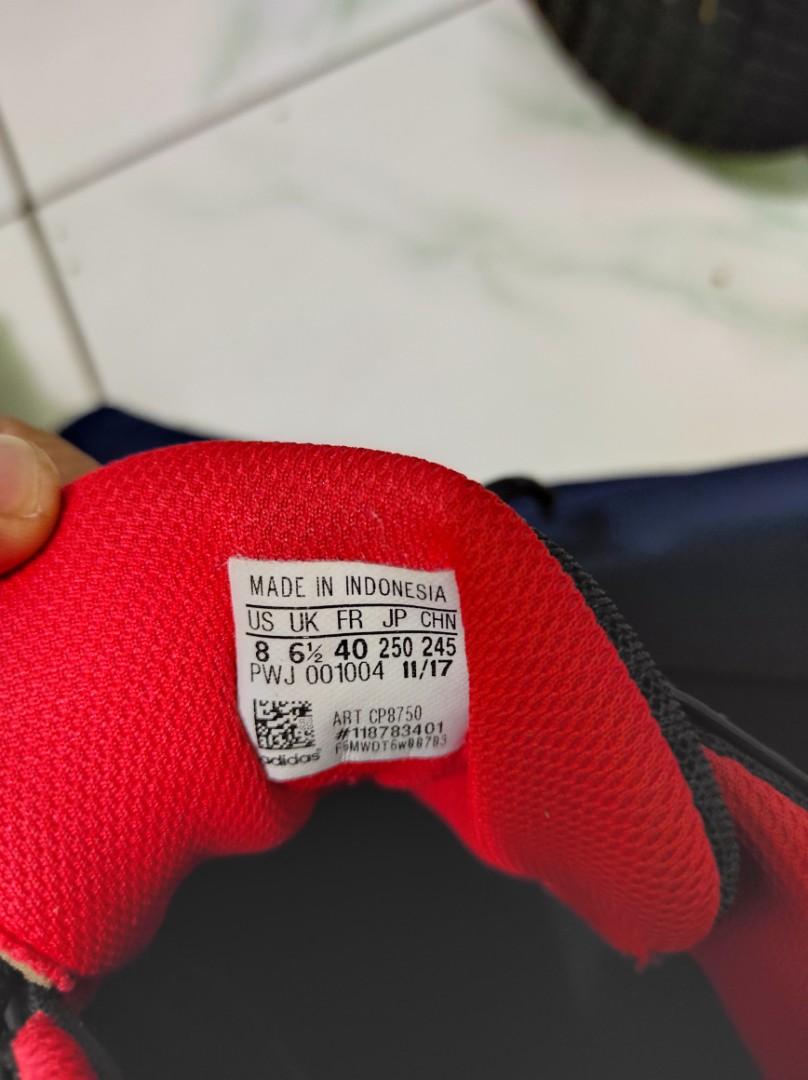 MADE IN INDONESIA
US UK FR JP CHN
8 6½ 40 250 245
PWJ 001004 11/17
ART CP8750
#118783401
adidas